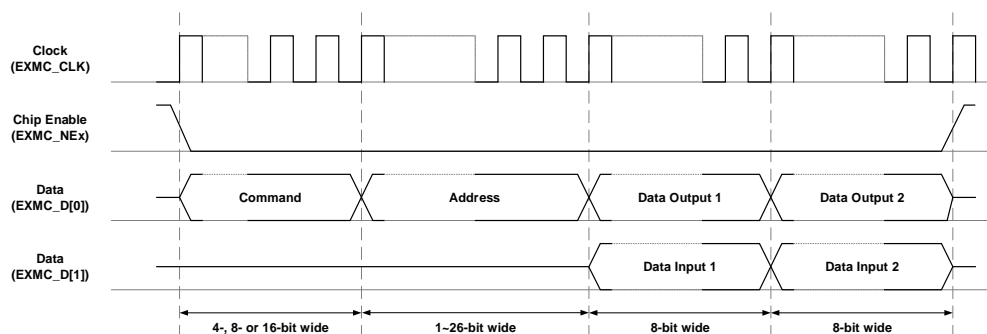 Clock
(EXMC_CLK)
Chip Enable
(EXMC_NEx)
Data
(EXMC_D[0])
Command
Address
Data Output 1
Data Output 2
Data
(EXMC_D[1])
Data Input 1
Data Input 2
4-, 8- or 16-bit wide
1~26-bit wide
8-bit wide
8-bit wide